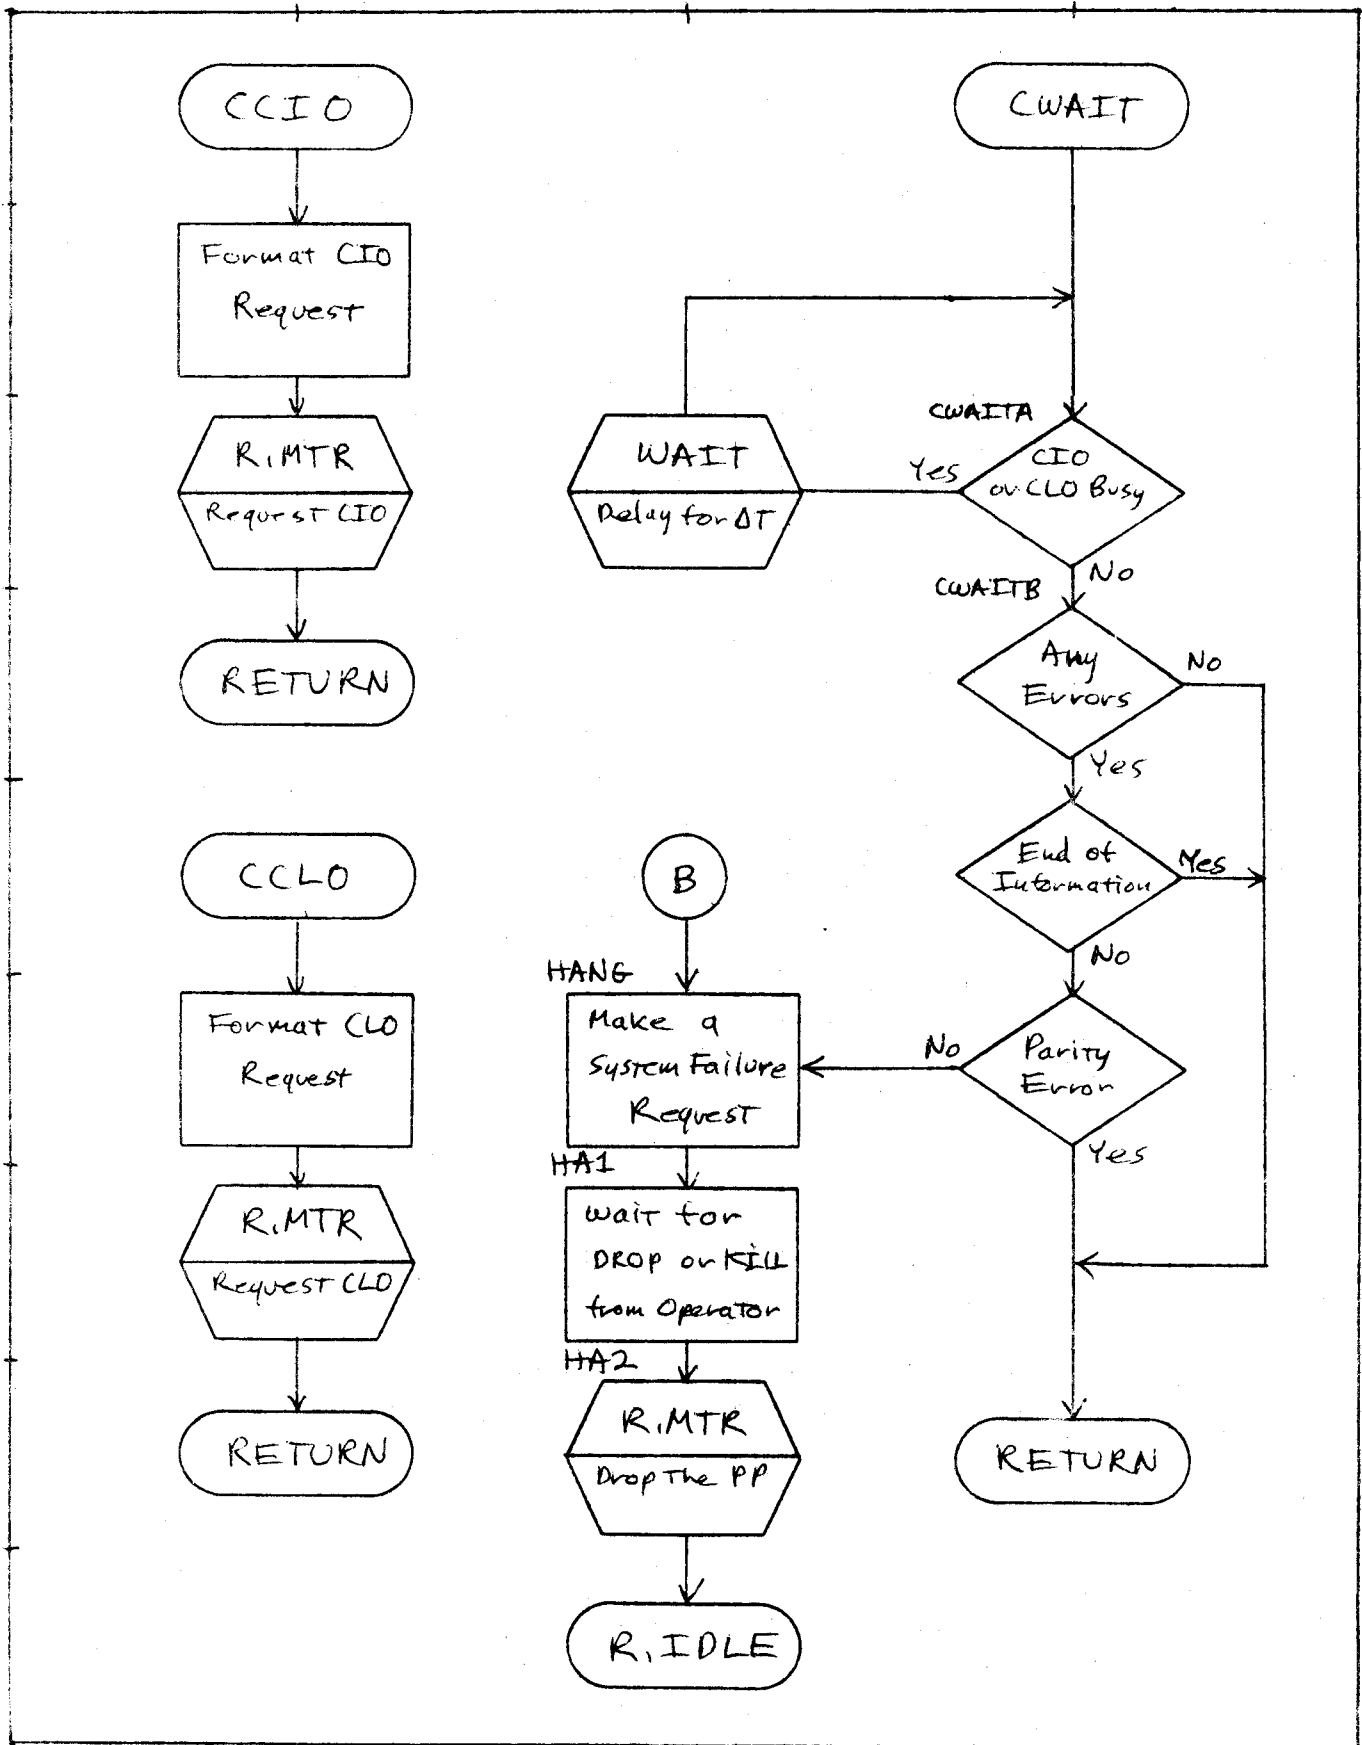 CCIO
Format CIO
Request
R.MTR
Request CIO
RETURN
CCLO
Format CLO
Request
R.MTR
Request CLO
RETURN
B
HANG
Make a
System Failure
Request
HA1
Wait for
DROP or KILL
from Operator
HA2
R.MTR
Drop The PP
R.IDLE
CWAIT
CWAITA
CIO
or CLO Busy
Yes
WAIT
Delay for ΔT
No
CWAITB
Any
Errors
No
Yes
End of
Information
Yes
No
Parity
Error
No
Yes
RETURN